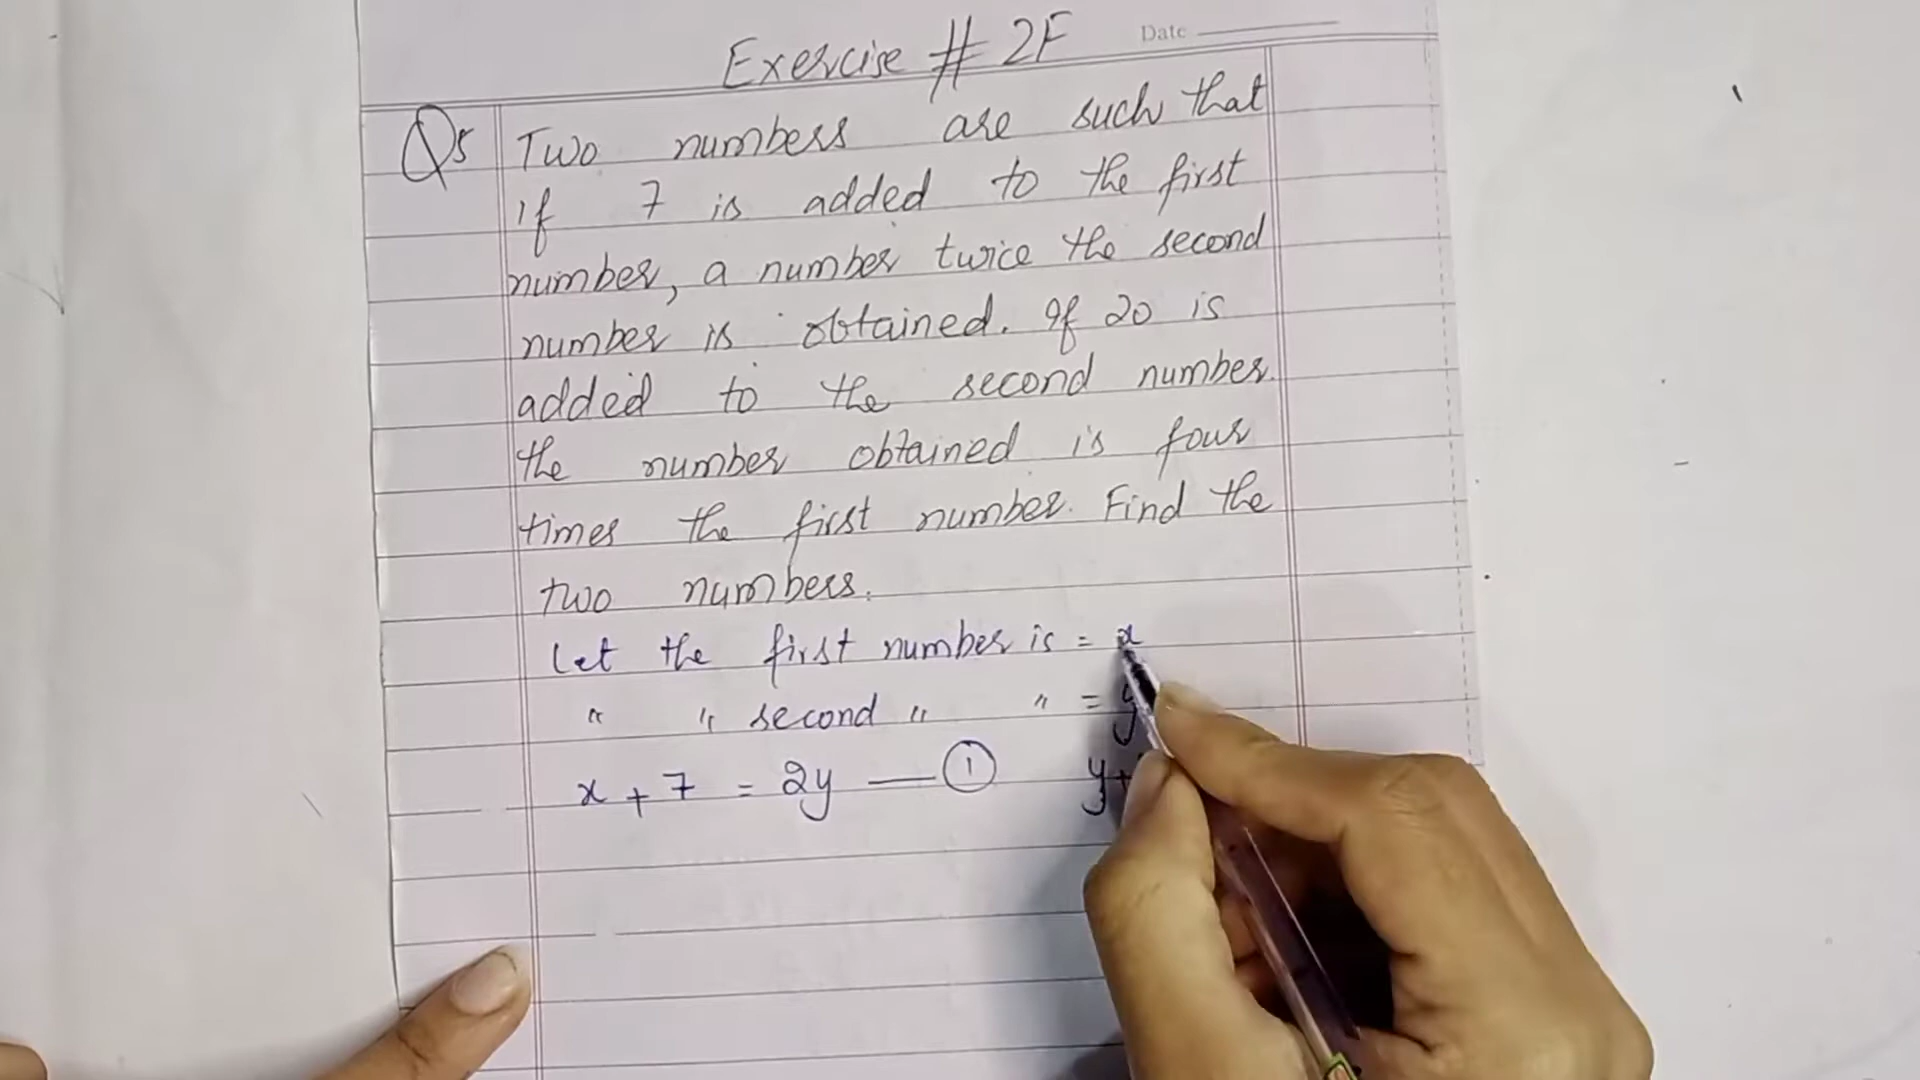 Exercise # 2F
Date
Q5 Two numbers are such that
if 7 is added to the first
number, a number twice the second
number is obtained. If 20 is
added to the second number
the number obtained is four
times the first number. Find the
two numbers.
Let the first number is = x
" " second " " = y
x + 7 = 2y — ① y+